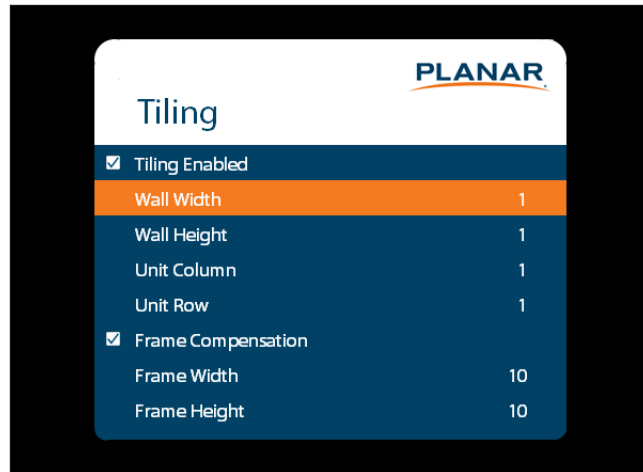 PLANAR
Tiling
Tiling Enabled
Wall Width 1
Wall Height 1
Unit Column 1
Unit Row 1
Frame Compensation
Frame Width 10
Frame Height 10